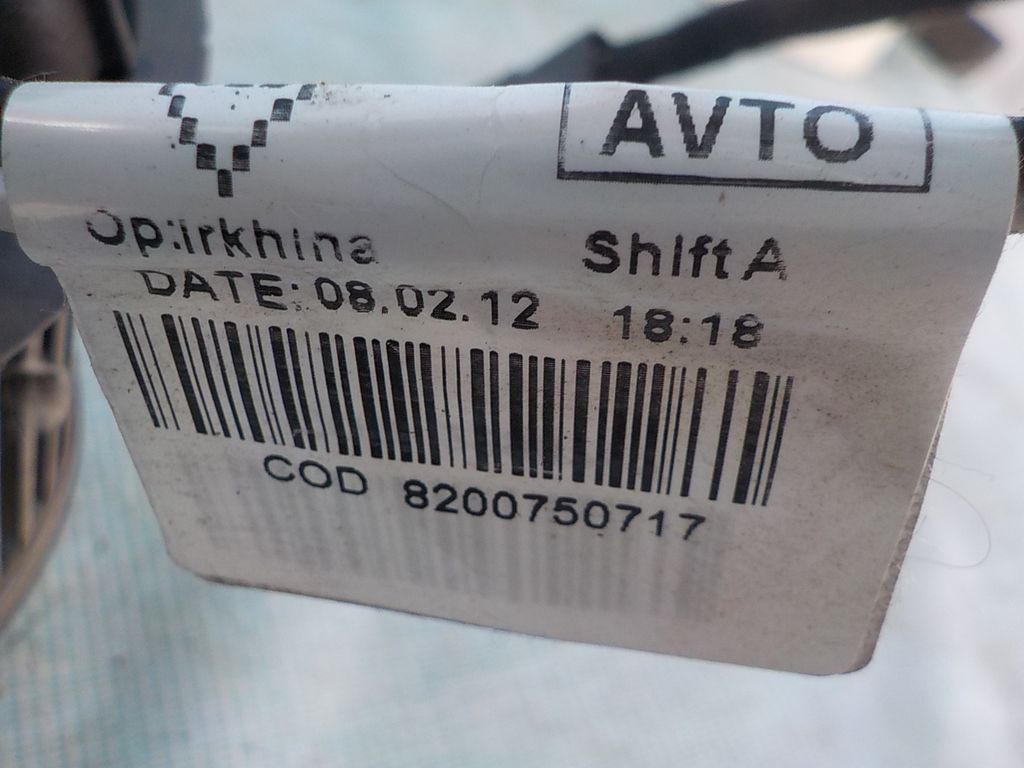 AVTO
Op:irkhina Shift A
DATE: 08.02.12 18:18
COD 8200750717